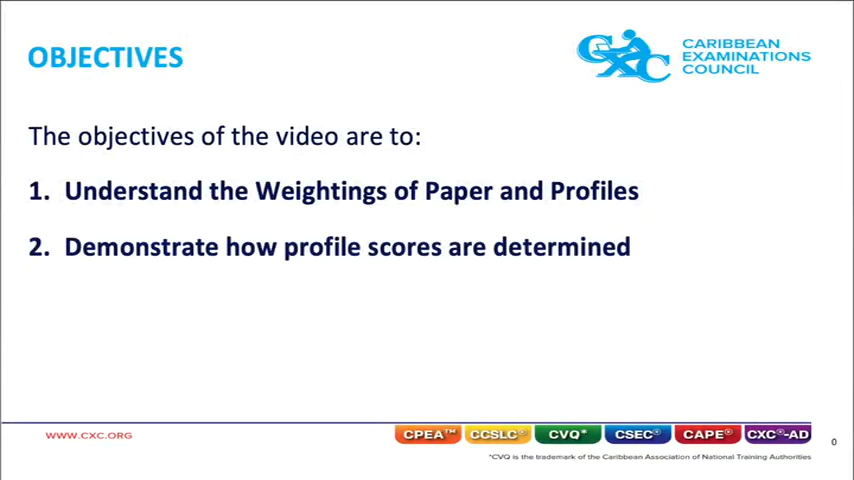 OBJECTIVES
CXC
CARIBBEAN
EXAMINATIONS
COUNCIL
The objectives of the video are to:
1. Understand the Weightings of Paper and Profiles
2. Demonstrate how profile scores are determined
WWW.CXC.ORG
CPEA™ CCSLC® CVQ* CSEC® CAPE® CXC®-AD
0
*CVQ is the trademark of the Caribbean Association of National Training Authorities